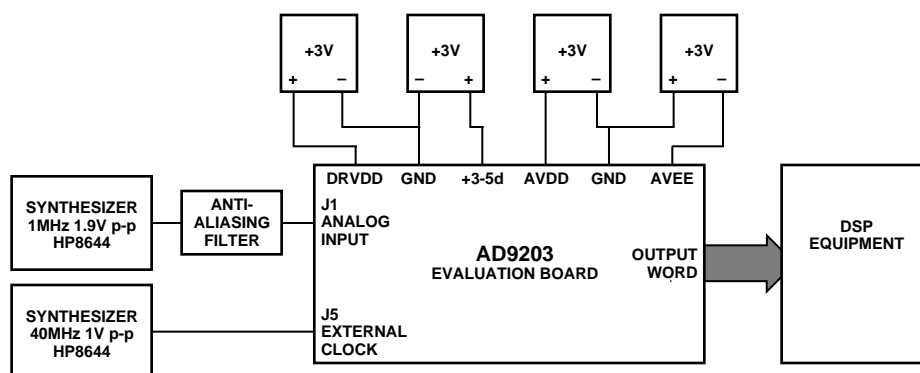 +3V
+ –
+3V
– +
+3V
+ –
+3V
+ –
DRVDD GND +3-5d AVDD GND AVEE
SYNTHESIZER
1MHz 1.9V p-p
HP8644
ANTI-
ALIASING
FILTER
J1
ANALOG
INPUT
AD9203
EVALUATION BOARD
OUTPUT
WORD
DSP
EQUIPMENT
SYNTHESIZER
40MHz 1V p-p
HP8644
J5
EXTERNAL
CLOCK